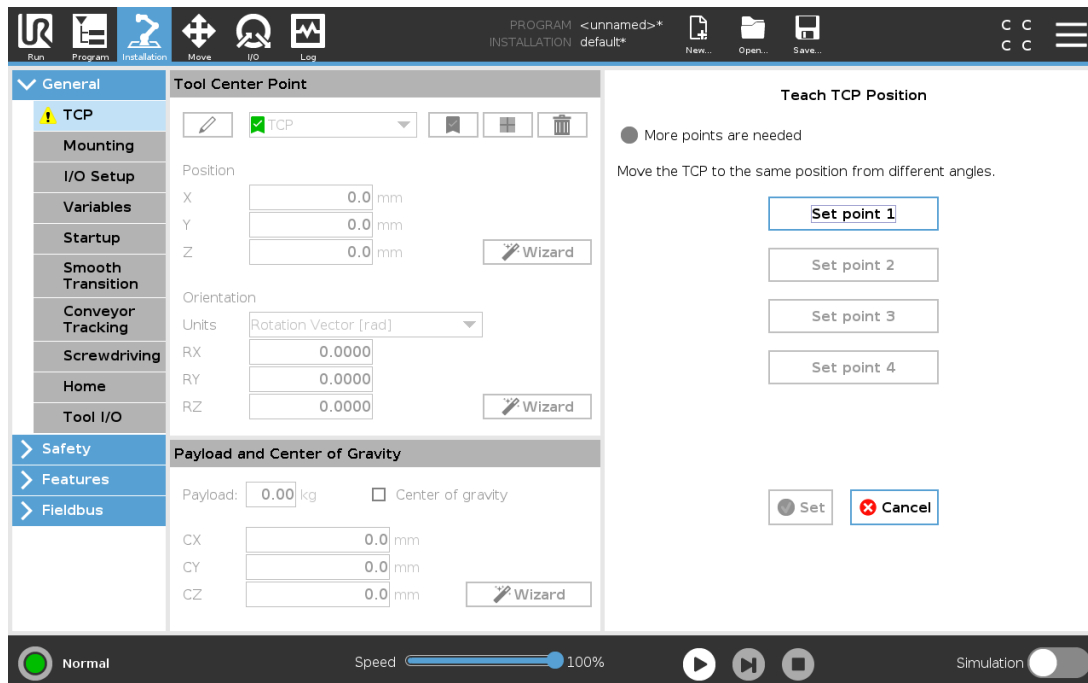 PROGRAM <unnamed>*
INSTALLATION default*
C C
C C
Run Program Installation Move I/O Log New... Open... Save...
General
TCP
Mounting
I/O Setup
Variables
Startup
Smooth
Transition
Conveyor
Tracking
Screwdriving
Home
Tool I/O
Safety
Features
Fieldbus
Tool Center Point
TCP
Position
X 0.0 mm
Y 0.0 mm
Z 0.0 mm Wizard
Orientation
Units Rotation Vector [rad]
RX 0.0000
RY 0.0000
RZ 0.0000 Wizard
Payload and Center of Gravity
Payload: 0.00 kg Center of gravity
CX 0.0 mm
CY 0.0 mm
CZ 0.0 mm Wizard
Teach TCP Position
More points are needed
Move the TCP to the same position from different angles.
Set point 1
Set point 2
Set point 3
Set point 4
Set Cancel
Normal Speed 100% Simulation